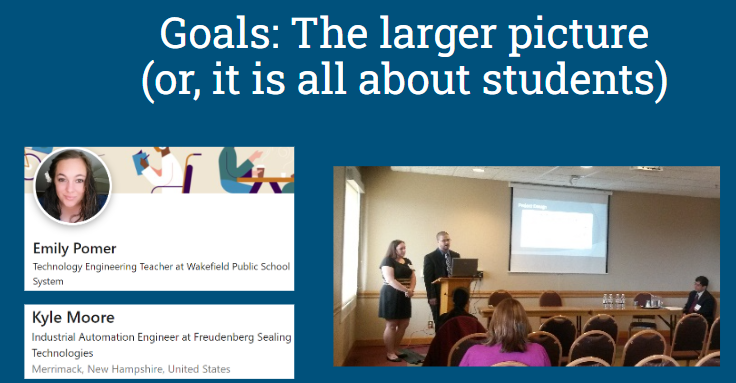 Goals: The larger picture
(or, it is all about students)
Emily Pomer
Technology Engineering Teacher at Wakefield Public School
System
Kyle Moore
Industrial Automation Engineer at Freudenberg Sealing
Technologies
Merrimack, New Hampshire, United States